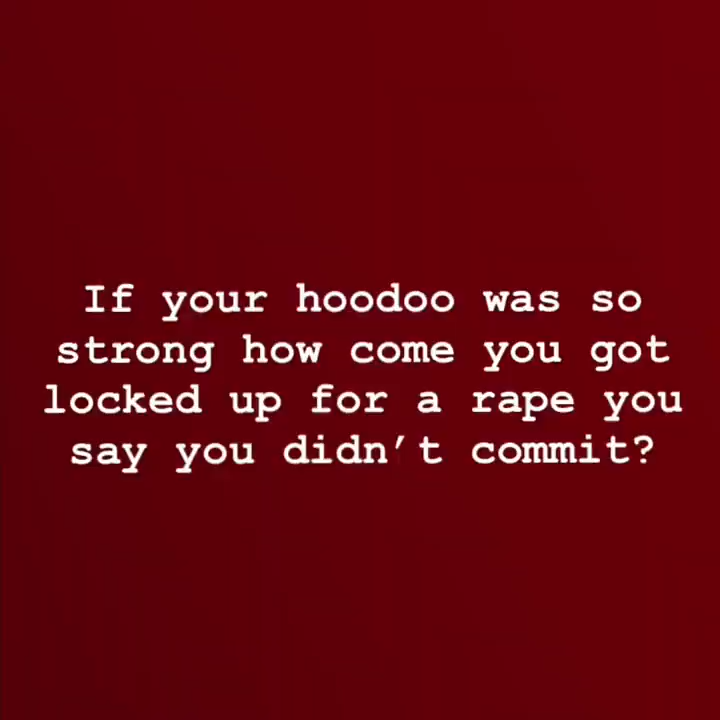 If your hoodoo was so
strong how come you got
locked up for a rape you
say you didn't commit?